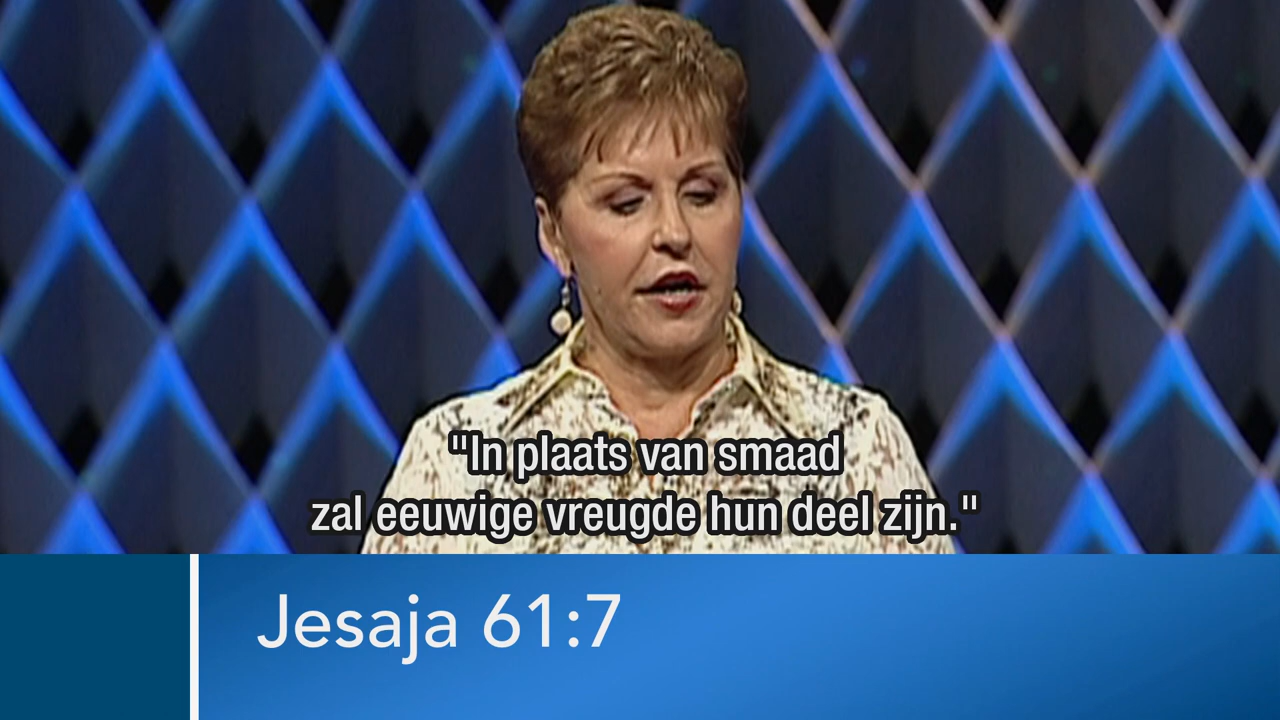 "In plaats van smaad
zal eeuwige vreugde hun deel zijn."
Jesaja 61:7